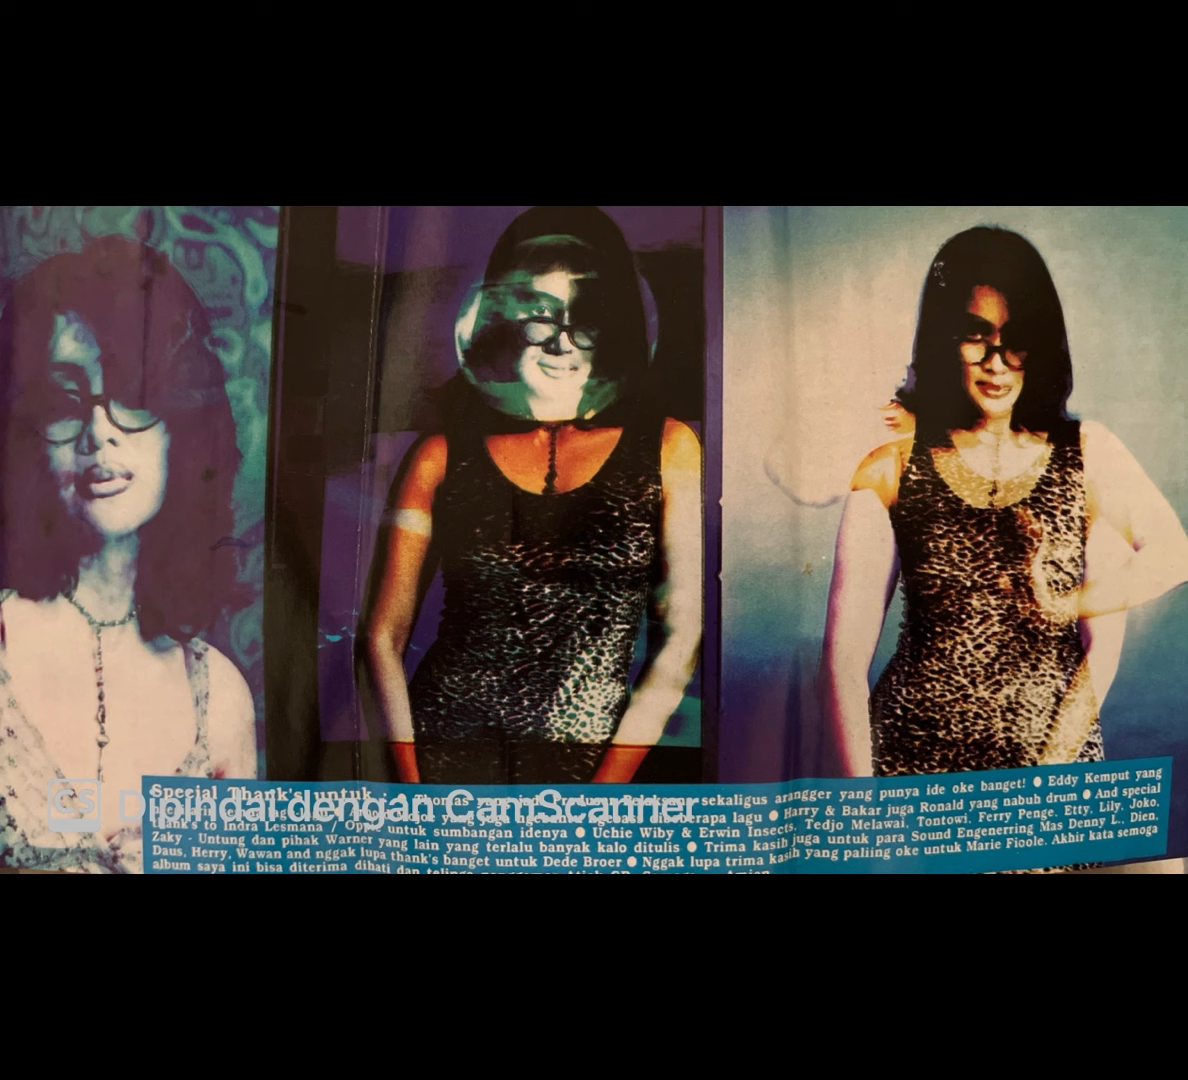 Special Thank's untuk : Thomas sekaligus arangger yang punya ide oke banget! ● Eddy Kemput yang
beberapa lagu ● Harry & Bakar juga Ronald yang nabuh drum ● And special
thank's to Indra Lesmana / Oppie untuk sumbangan idenya ● Uchie Wiby & Erwin Insects, Tedjo Melawai, Tontowi, Ferry Penge, Etty, Lily, Joko,
Zaky - Untung dan pihak Warner yang lain yang terlalu banyak kalo ditulis ● Trima kasih juga untuk para Sound Engenerring Mas Denny L., Dien,
Daus, Herry, Wawan and nggak lupa thank's banget untuk Dede Broer ● Nggak lupa trima kasih yang paliing oke untuk Marie Fioole. Akhir kata semoga
album saya ini bisa diterima dihati dan telinga
CS Dipindai dengan CamScanner